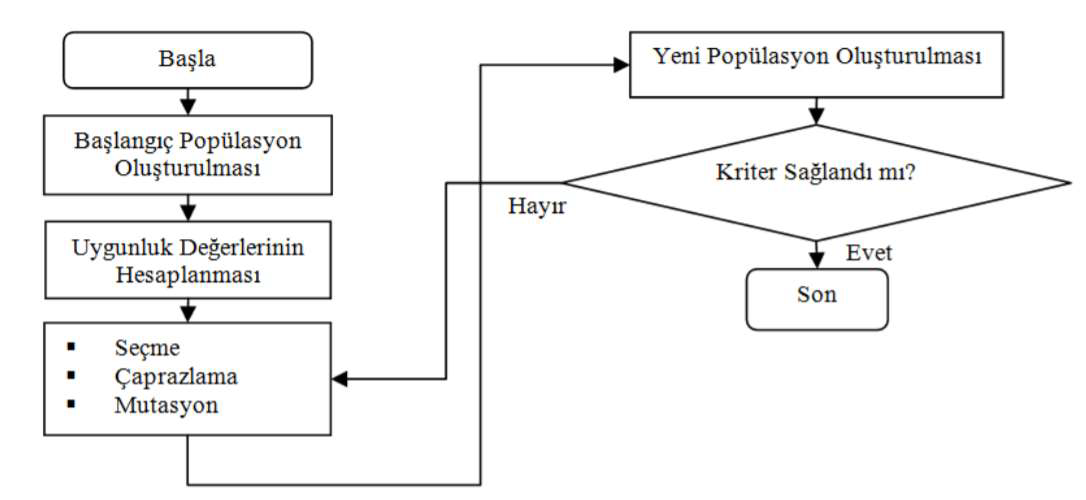 Başla
Başlangıç Popülasyon
Oluşturulması
Uygunluk Değerlerinin
Hesaplanması
Seçme
Çaprazlama
Mutasyon
Yeni Popülasyon Oluşturulması
Kriter Sağlandı mı?
Hayır
Evet
Son